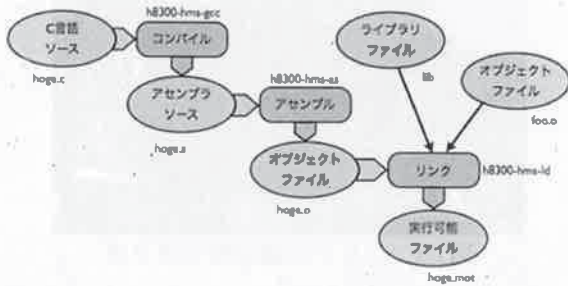 h8300-hms-gcc
C言語
ソース
コンパイル
hoge.c
ライブラリ
ファイル
lib
h8300-hms-as
オブジェクト
ファイル
foo.o
アセンブラ
ソース
アセンブル
hoge.s
オブジェクト
ファイル
リンク
h8300-hms-ld
hoge.o
実行可能
ファイル
hoge.mot